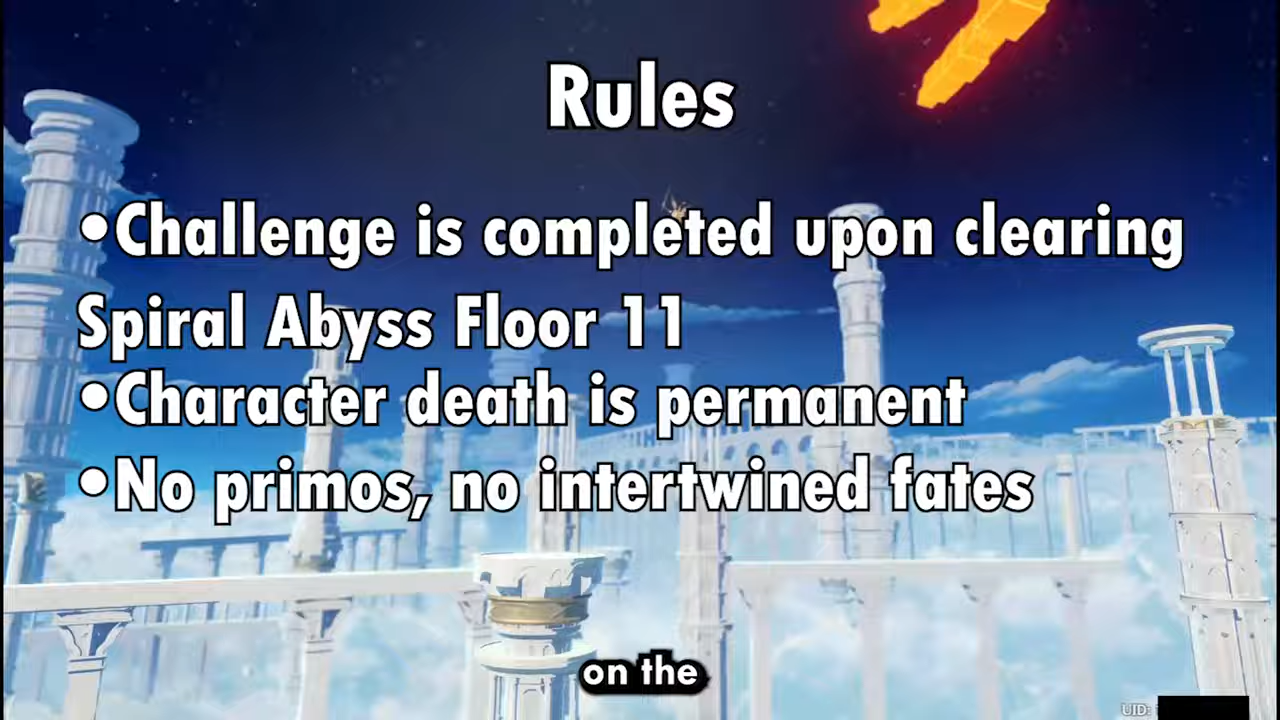 Rules
•Challenge is completed upon clearing
Spiral Abyss Floor 11
•Character death is permanent
•No primos, no intertwined fates
on the
UID: